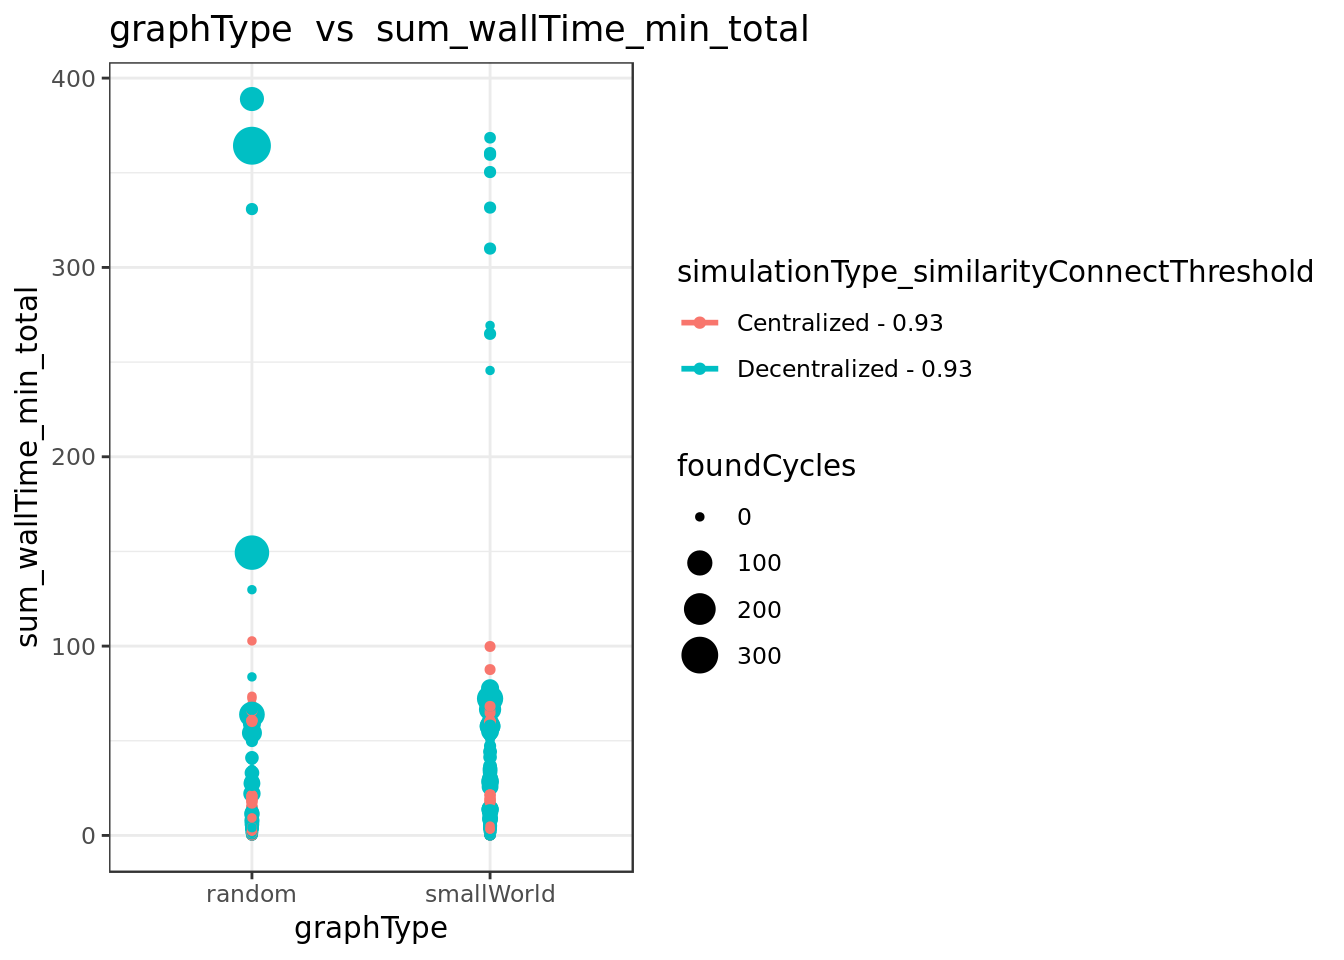 graphType vs sum_wallTime_min_total
sum_wallTime_min_total
400
300
200
100
0
random
smallWorld
graphType
simulationType_similarityConnectThreshold
Centralized - 0.93
Decentralized - 0.93
foundCycles
0
100
200
300